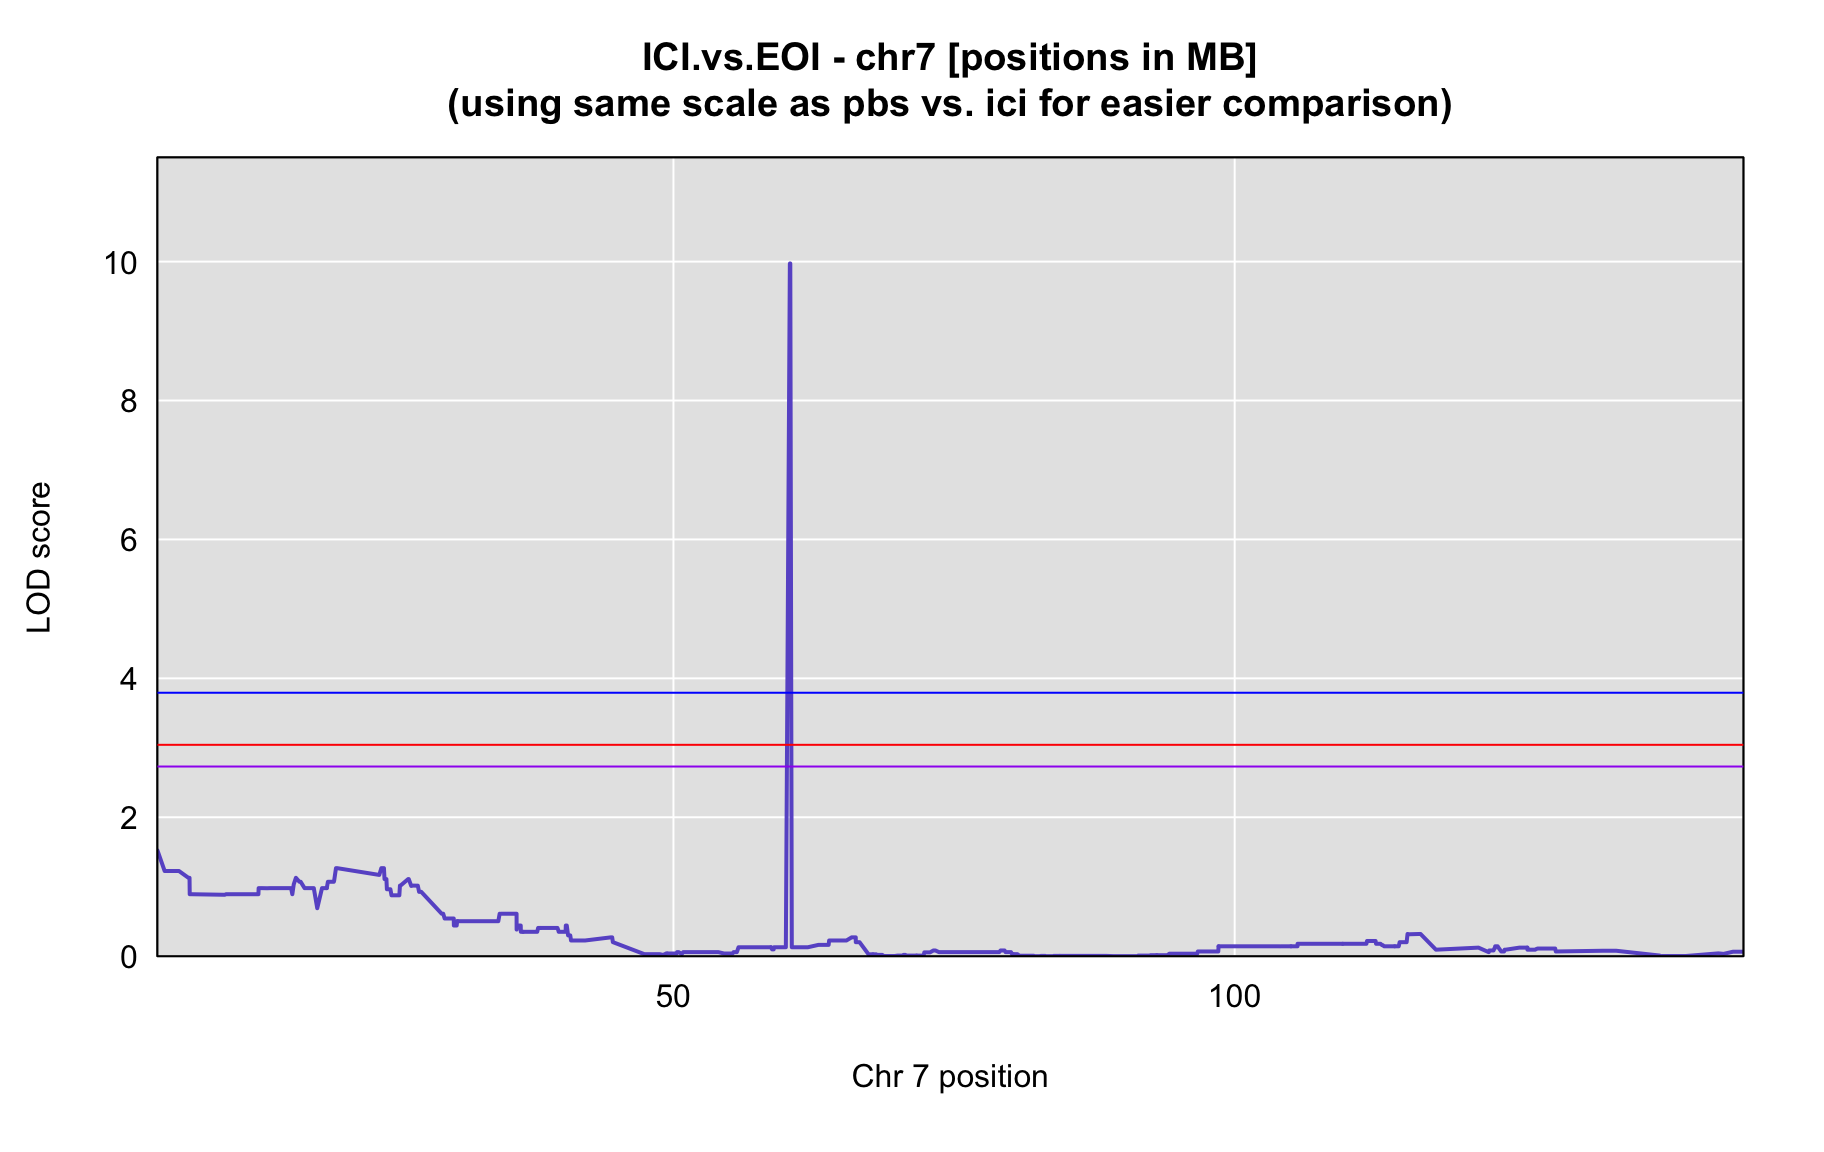 ICI.vs.EOI - chr7 [positions in MB]
(using same scale as pbs vs. ici for easier comparison)
LOD score
10
8
6
4
2
0
50
100
Chr 7 position